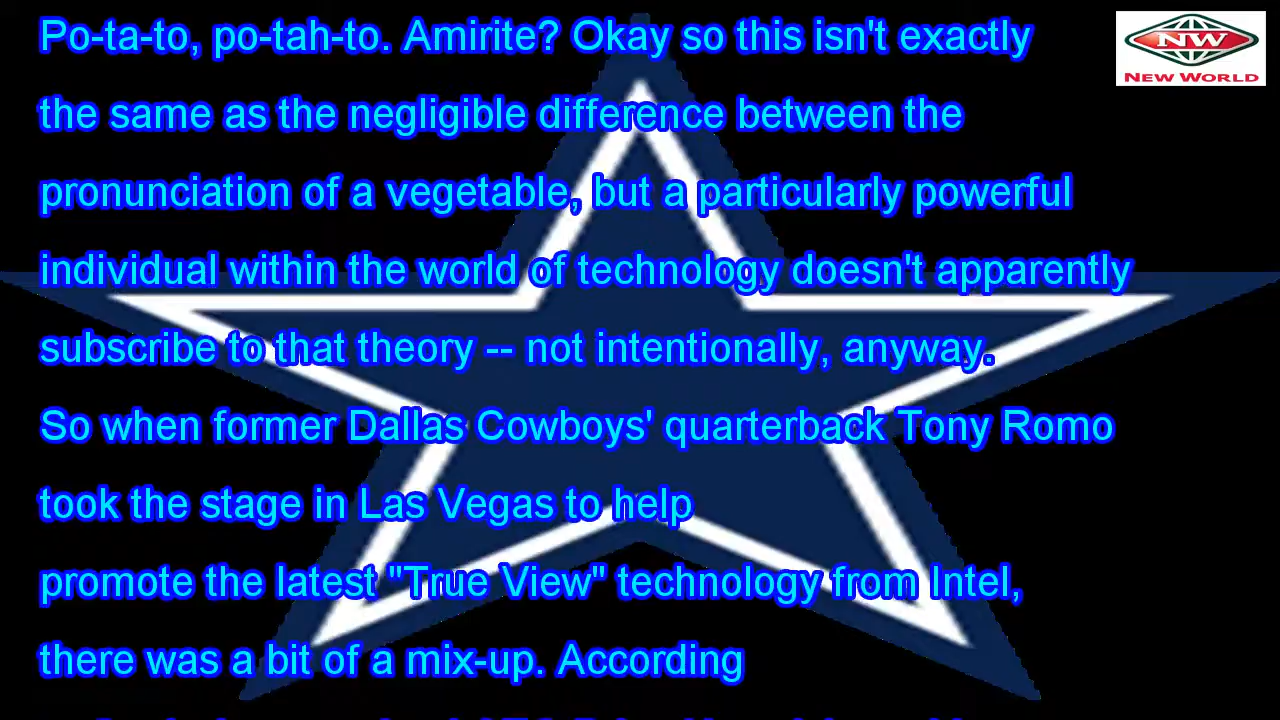 Po-ta-to, po-tah-to. Amirite? Okay so this isn't exactly
the same as the negligible difference between the
pronunciation of a vegetable, but a particularly powerful
individual within the world of technology doesn't apparently
subscribe to that theory -- not intentionally, anyway.
So when former Dallas Cowboys' quarterback Tony Romo
took the stage in Las Vegas to help
promote the latest "True View" technology from Intel,
there was a bit of a mix-up. According
NW
NEW WORLD